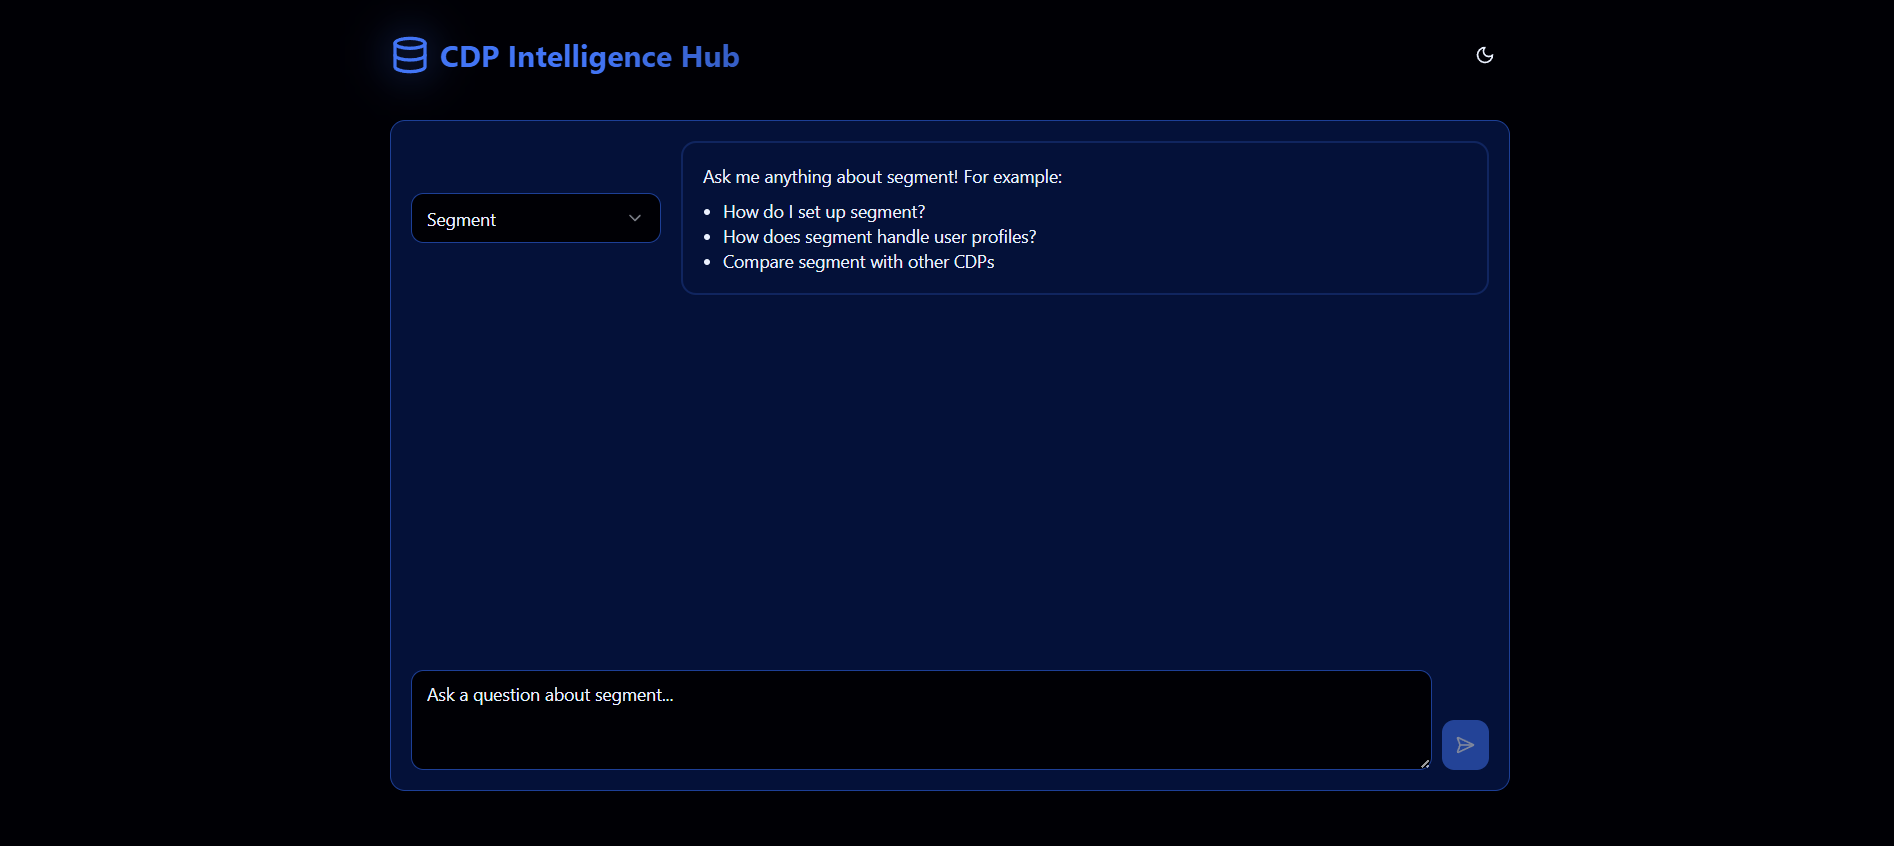 CDP Intelligence Hub
Segment
Ask me anything about segment! For example:
• How do I set up segment?
• How does segment handle user profiles?
• Compare segment with other CDPs
Ask a question about segment...